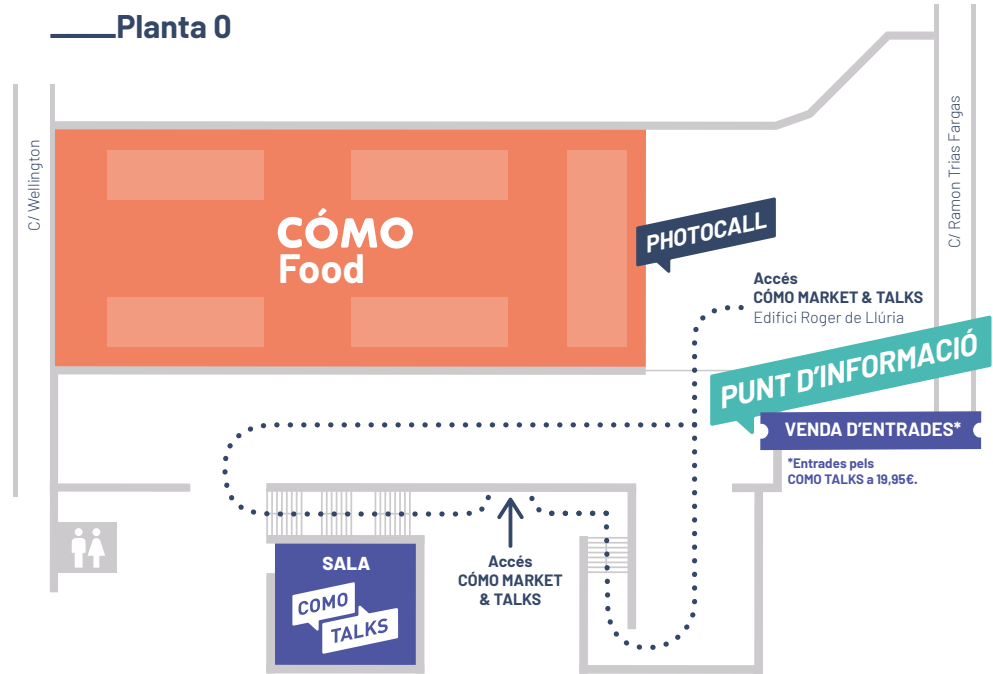 Planta 0
C/ Wellington
C/ Ramon Trias Fargas
CÓMO
Food
PHOTOCALL
Accés
CÓMO MARKET & TALKS
Edifici Roger de Llúria
PUNT D'INFORMACIÓ
VENDA D'ENTRADES*
*Entrades pels
COMO TALKS a 19,95€.
SALA
COMO
TALKS
Accés
CÓMO MARKET
& TALKS